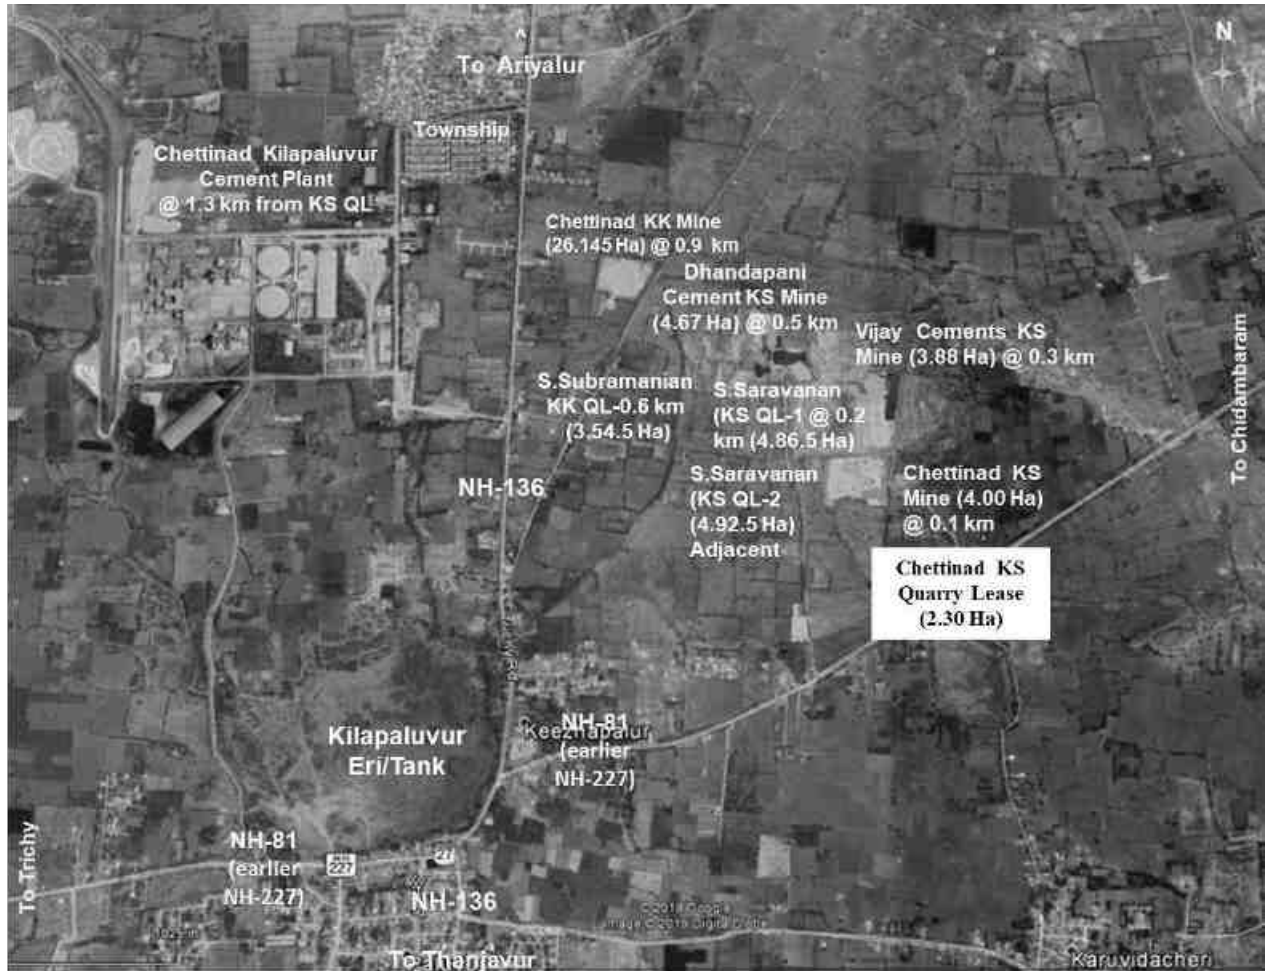 N
^
To Ariyalur
Township
Chettinad Kilapaluvur
Cement Plant
@ 1.3 km from KS QL
Chettinad KK Mine
(26.145 Ha) @ 0.9 km
Dhandapani
Cement KS Mine
(4.67 Ha) @ 0.5 km
Vijay Cements KS
Mine (3.88 Ha) @ 0.3 km
To Chidambaram
S.Subramanian
KK QL-0.6 km
(3.54.5 Ha)
S.Saravanan
(KS QL-1 @ 0.2
km (4.86.5 Ha)
NH-136
S.Saravanan
(KS QL-2
(4.92.5 Ha)
Adjacent
Chettinad KS
Mine (4.00 Ha)
@ 0.1 km
Chettinad KS
Quarry Lease
(2.30 Ha)
Kilapaluvur
Eri/Tank
Keezhapalur
NH-81
(earlier
NH-227)
To Trichy
NH-81
(earlier
NH-227)
227
NH-136
© 2018 Google
Image © 2018 Digital Globe
To Thanjavur
Karuvidacheri